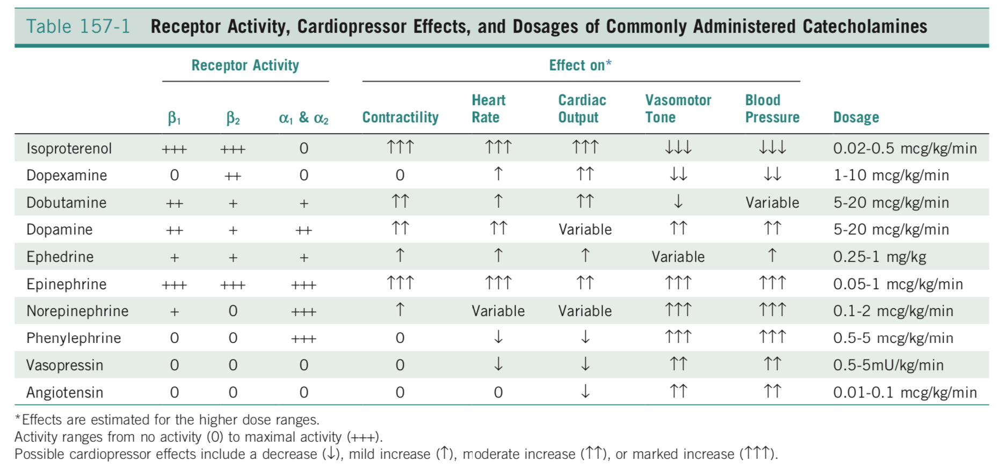 Table 157-1 Receptor Activity, Cardiopressor Effects, and Dosages of Commonly Administered Catecholamines
Receptor Activity Effect on*
β1 β2 α1 & α2 Contractility Heart Rate Cardiac Output Vasomotor Tone Blood Pressure Dosage
Isoproterenol +++ +++ 0 ↑↑↑ ↑↑↑ ↑↑↑ ↓↓↓ ↓↓↓ 0.02-0.5 mcg/kg/min
Dopexamine 0 ++ 0 0 ↑ ↑↑ ↓↓ ↓↓ 1-10 mcg/kg/min
Dobutamine ++ + + ↑↑ ↑ ↑↑ ↓ Variable 5-20 mcg/kg/min
Dopamine ++ + ++ ↑↑ ↑↑ Variable ↑↑ ↑↑ 5-20 mcg/kg/min
Ephedrine + + + ↑ ↑ ↑ Variable ↑ 0.25-1 mg/kg
Epinephrine +++ +++ +++ ↑↑↑ ↑↑↑ ↑↑ ↑↑↑ ↑↑↑ 0.05-1 mcg/kg/min
Norepinephrine + 0 +++ ↑ Variable Variable ↑↑↑ ↑↑↑ 0.1-2 mcg/kg/min
Phenylephrine 0 0 +++ 0 ↓ ↓ ↑↑↑ ↑↑↑ 0.5-5 mcg/kg/min
Vasopressin 0 0 0 0 ↓ ↓ ↑↑ ↑↑ 0.5-5mU/kg/min
Angiotensin 0 0 0 0 0 ↓ ↑↑ ↑↑ 0.01-0.1 mcg/kg/min
*Effects are estimated for the higher dose ranges.
Activity ranges from no activity (0) to maximal activity (+++).
Possible cardiopressor effects include a decrease (↓), mild increase (↑), moderate increase (↑↑), or marked increase (↑↑↑).